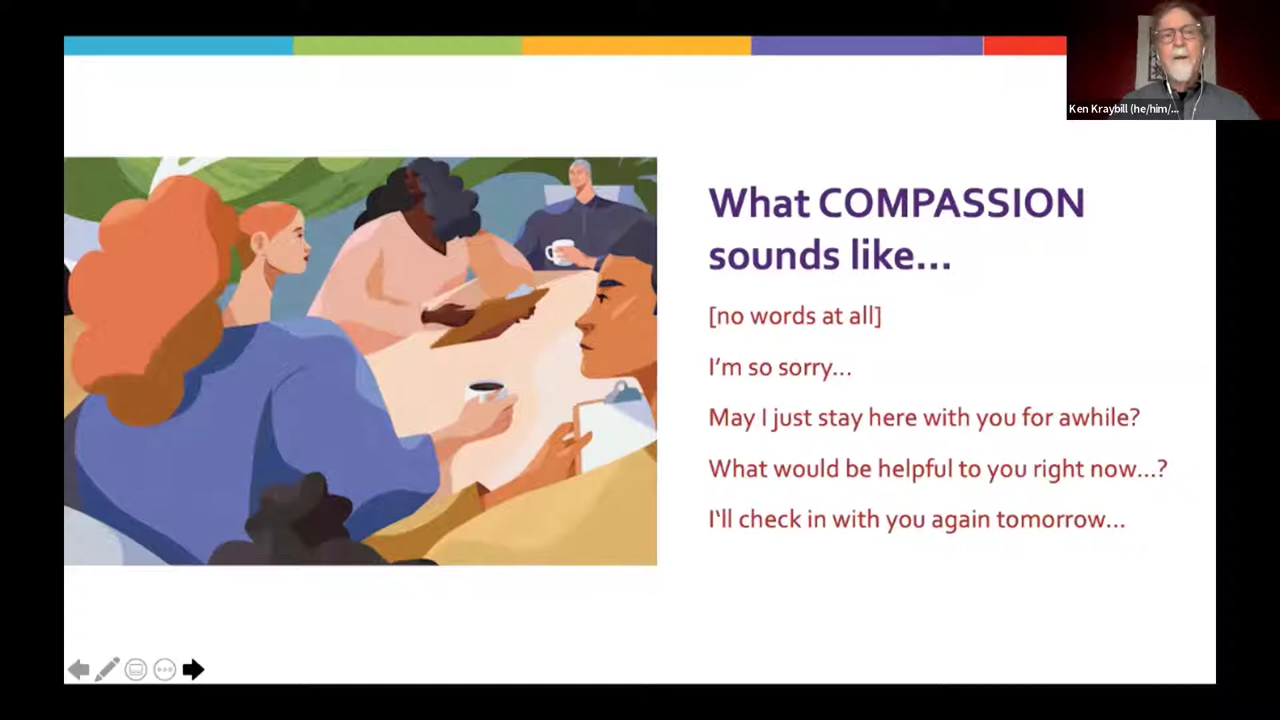 Ken Kraybill (he/him/...
What COMPASSION
sounds like...
[no words at all]
I'm so sorry...
May I just stay here with you for awhile?
What would be helpful to you right now...?
I'll check in with you again tomorrow...